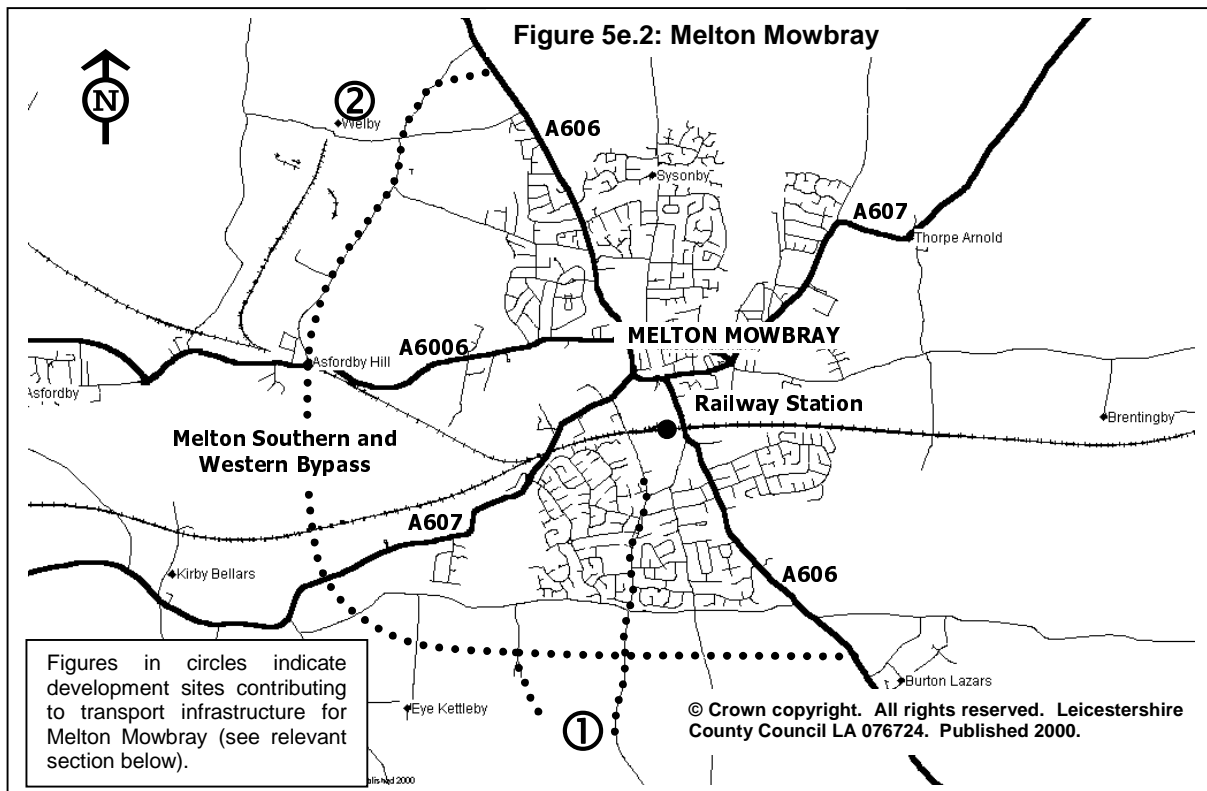 Figure 5e.2: Melton Mowbray
N
②
Welby
A606
Sysonby
A607
Thorpe Arnold
MELTON MOWBRAY
A6006
Asfordby Hill
Asfordby
Railway Station
Brentingby
Melton Southern and
Western Bypass
A607
Kirby Bellars
A606
Burton Lazars
Eye Kettleby
①
Figures in circles indicate
development sites contributing
to transport infrastructure for
Melton Mowbray (see relevant
section below).
© Crown copyright. All rights reserved. Leicestershire
County Council LA 076724. Published 2000.
2000